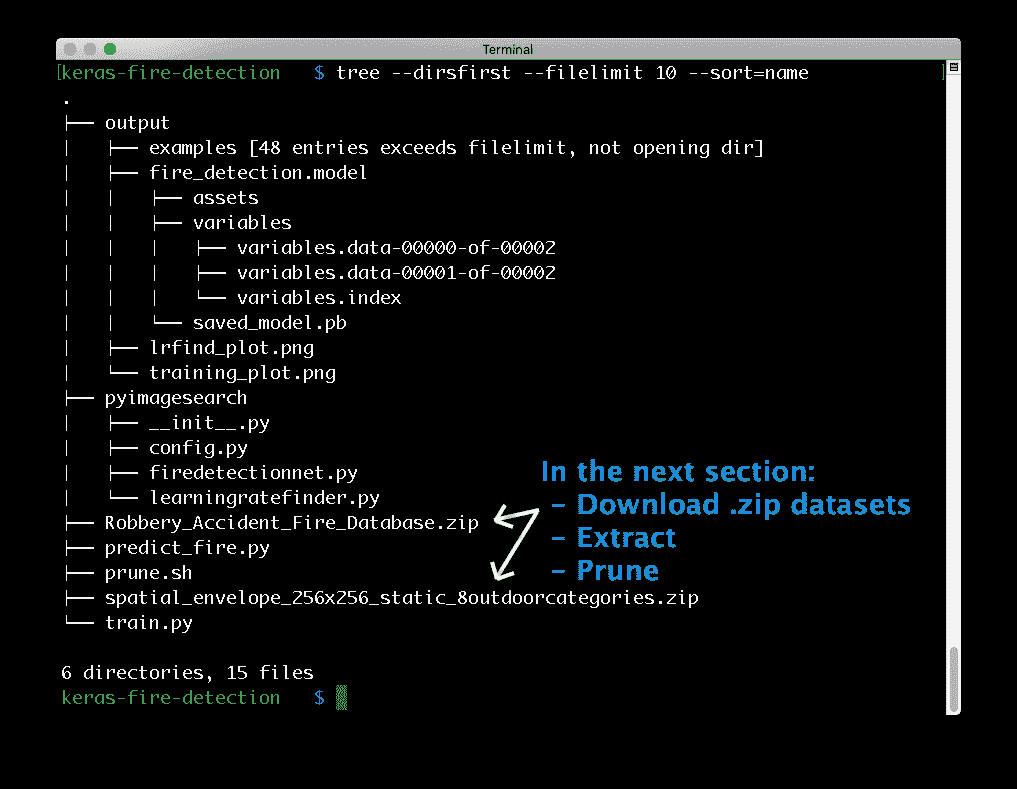 Terminal
[keras-fire-detection $ tree --dirsfirst --filelimit 10 --sort=name ]
.
├── output
│   ├── examples [48 entries exceeds filelimit, not opening dir]
│   ├── fire_detection.model
│   │   ├── assets
│   │   ├── variables
│   │   │   ├── variables.data-00000-of-00002
│   │   │   ├── variables.data-00001-of-00002
│   │   │   └── variables.index
│   │   └── saved_model.pb
│   ├── lrfind_plot.png
│   └── training_plot.png
├── pyimagesearch
│   ├── __init__.py
│   ├── config.py
│   ├── firedetectionnet.py
│   └── learningratefinder.py
├── Robbery_Accident_Fire_Database.zip
├── predict_fire.py
├── prune.sh
├── spatial_envelope_256x256_static_8outdoorcategories.zip
└── train.py
In the next section:
- Download .zip datasets
- Extract
- Prune
6 directories, 15 files
keras-fire-detection $